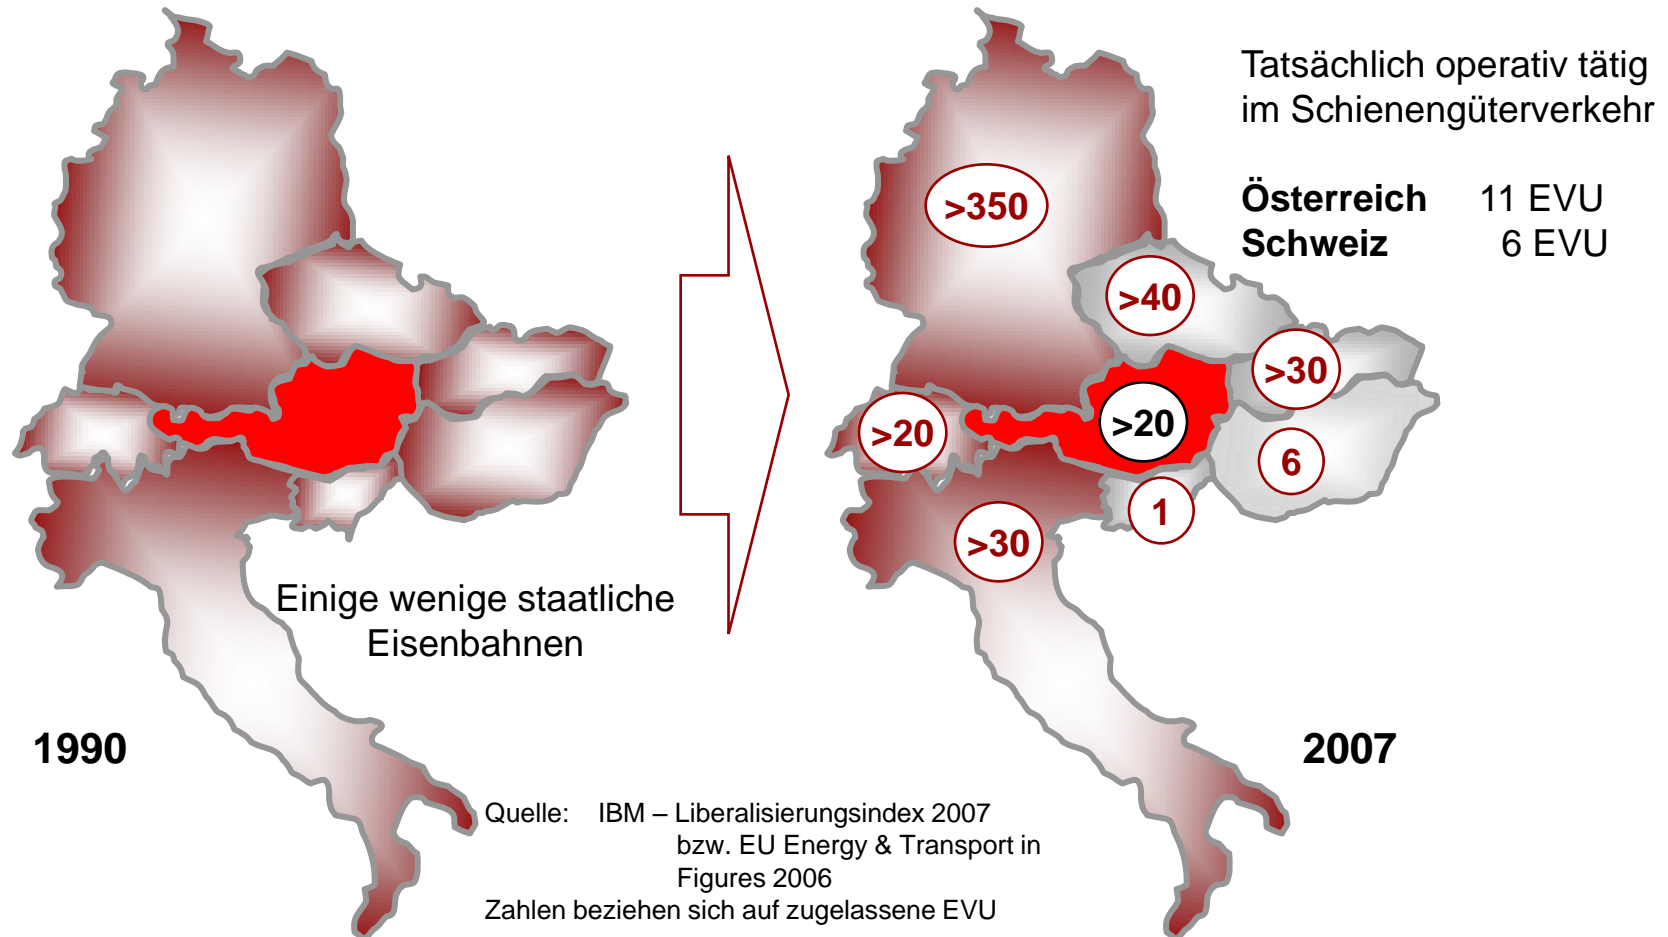 Tatsächlich operativ tätig
im Schienengüterverkehr
Österreich 11 EVU
Schweiz 6 EVU
>350
>40
>30
>20
>20
6
1
>30
Einige wenige staatliche
Eisenbahnen
1990
2007
Quelle: IBM – Liberalisierungsindex 2007
bzw. EU Energy & Transport in
Figures 2006
Zahlen beziehen sich auf zugelassene EVU